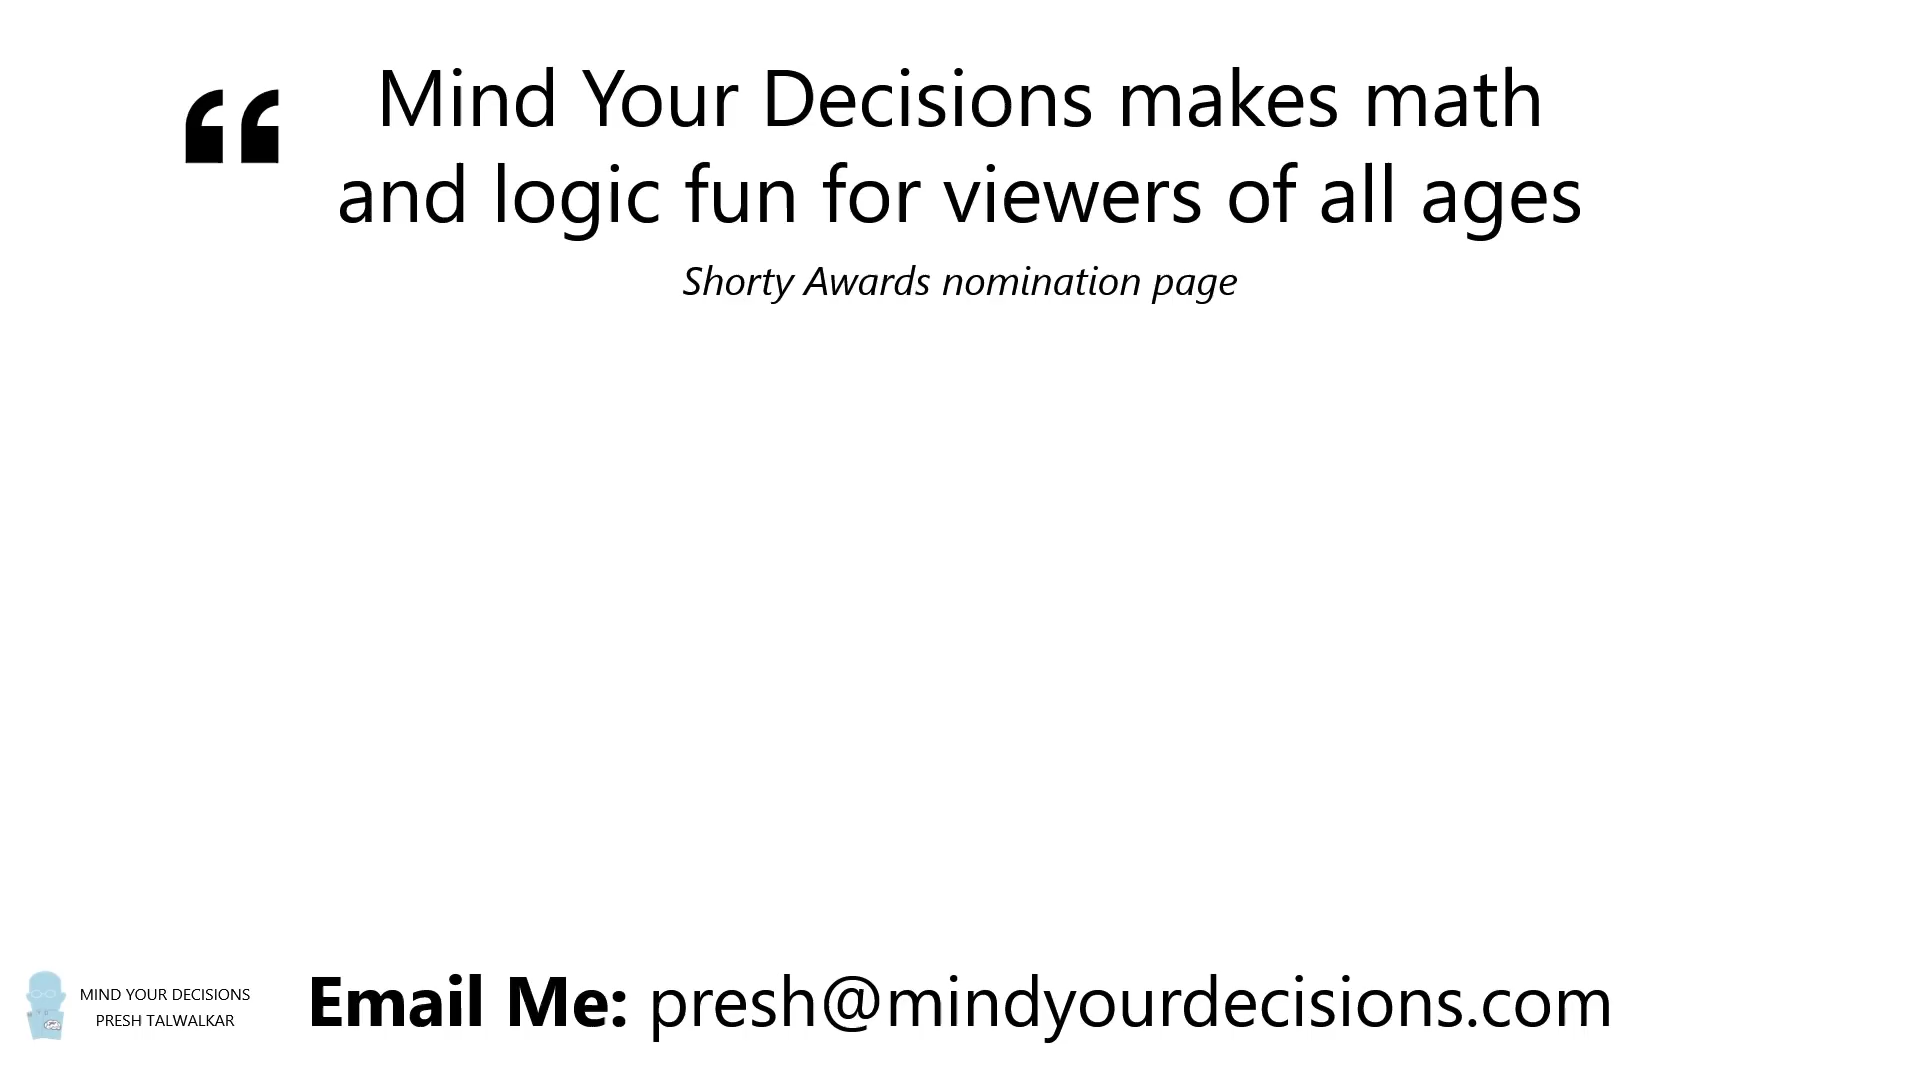 “
Mind Your Decisions makes math
and logic fun for viewers of all ages
Shorty Awards nomination page
MIND YOUR DECISIONS
PRESH TALWALKAR
Email Me: presh@mindyourdecisions.com